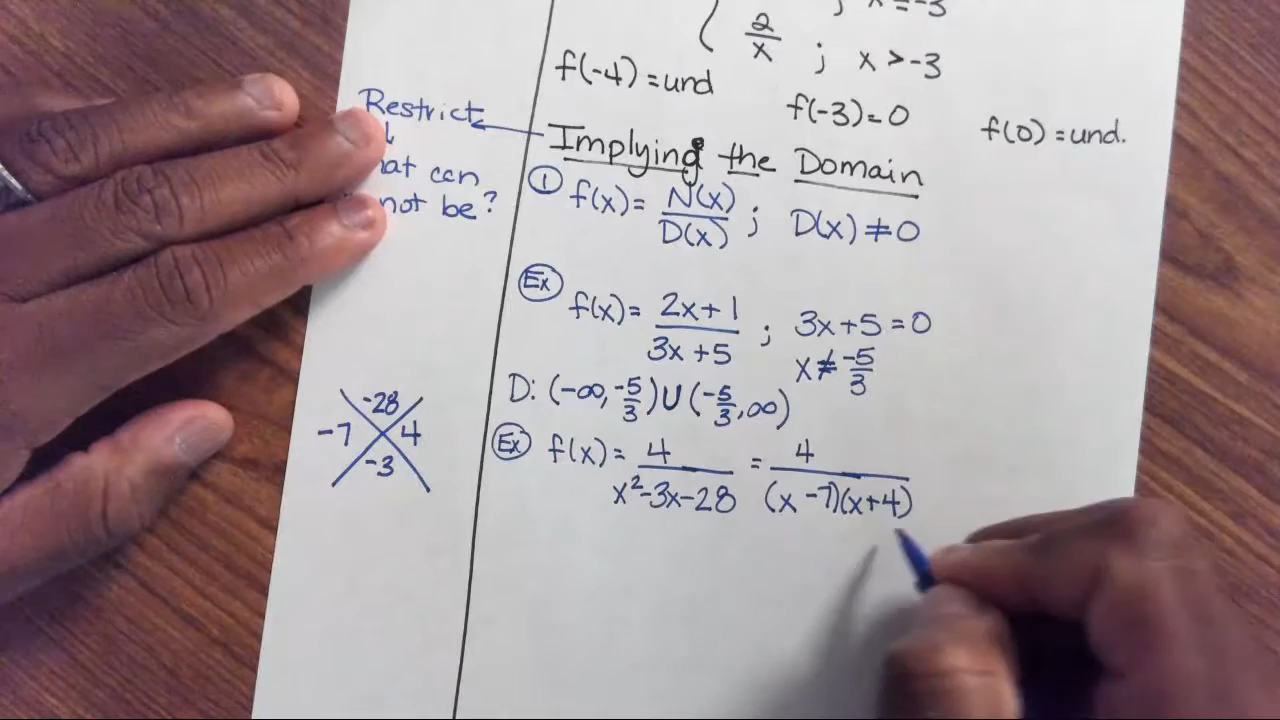 ; x = -3
2/x ; x > -3
f(-4) = und
f(-3) = 0
f(0) = und.
Restrict
can
not be?
Implying the Domain
① f(x) = N(x)/D(x) ; D(x) ≠ 0
Ex f(x) = 2x+1/3x+5 ; 3x+5 = 0
x ≠ -5/3
D: (-∞, -5/3) ∪ (-5/3, ∞)
Ex f(x) = 4/x²-3x-28 = 4/(x-7)(x+4)
-28
-7 4
-3